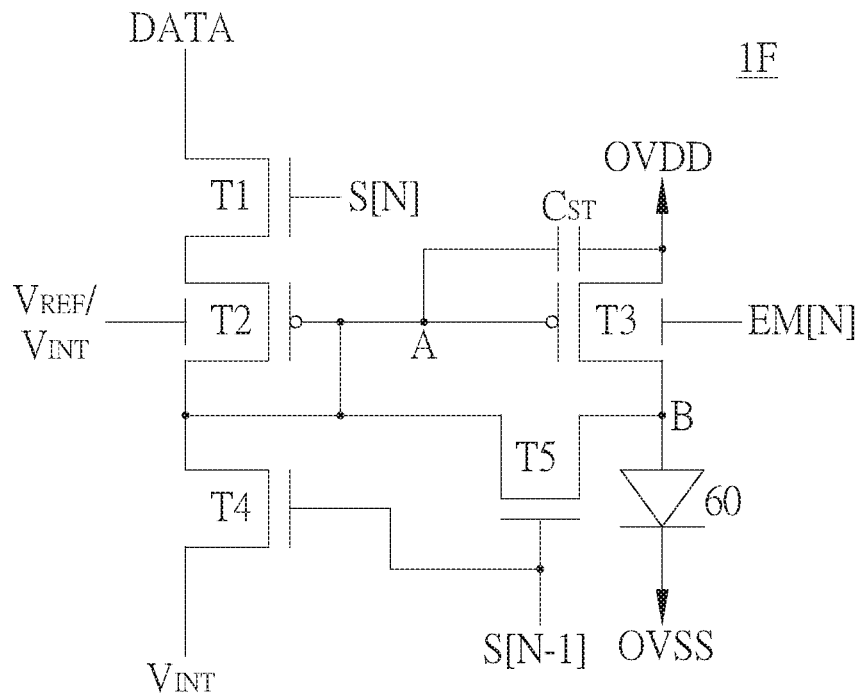 DATA
1F
OVDD
T1
S[N]
CST
VREF/
VINT
T2
A
T3
EM[N]
B
T5
T4
60
S[N-1]
OVSS
VINT